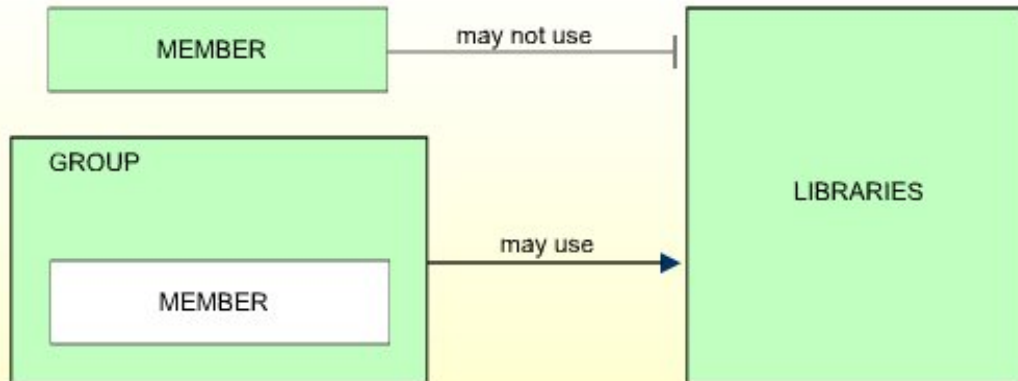 MEMBER
may not use
LIBRARIES
GROUP
may use
MEMBER